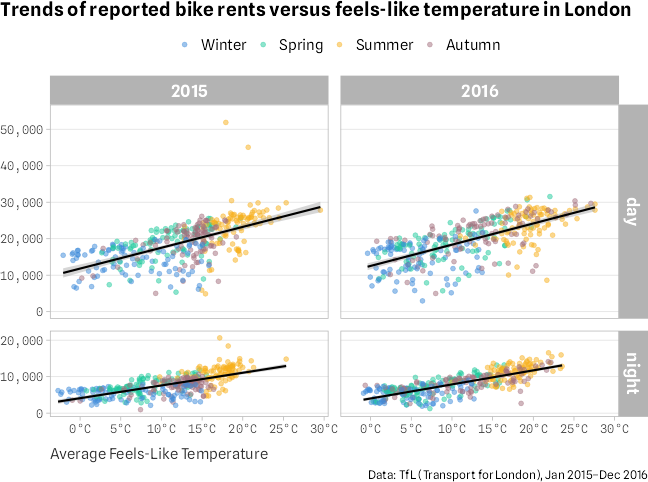 Trends of reported bike rents versus feels-like temperature in London
Winter Spring Summer Autumn
2015 2016
50,000
40,000
30,000
20,000
10,000
0
day
20,000
10,000
0
night
0°C 5°C 10°C 15°C 20°C 25°C 30°C 0°C 5°C 10°C 15°C 20°C 25°C 30°C
Average Feels-Like Temperature
Data: TfL (Transport for London), Jan 2015–Dec 2016